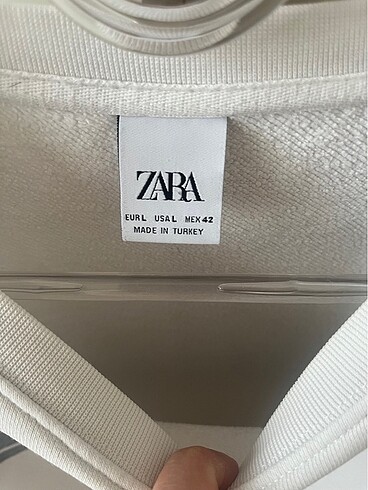 ZARA
EUR L USA L MEX 42
MADE IN TURKEY